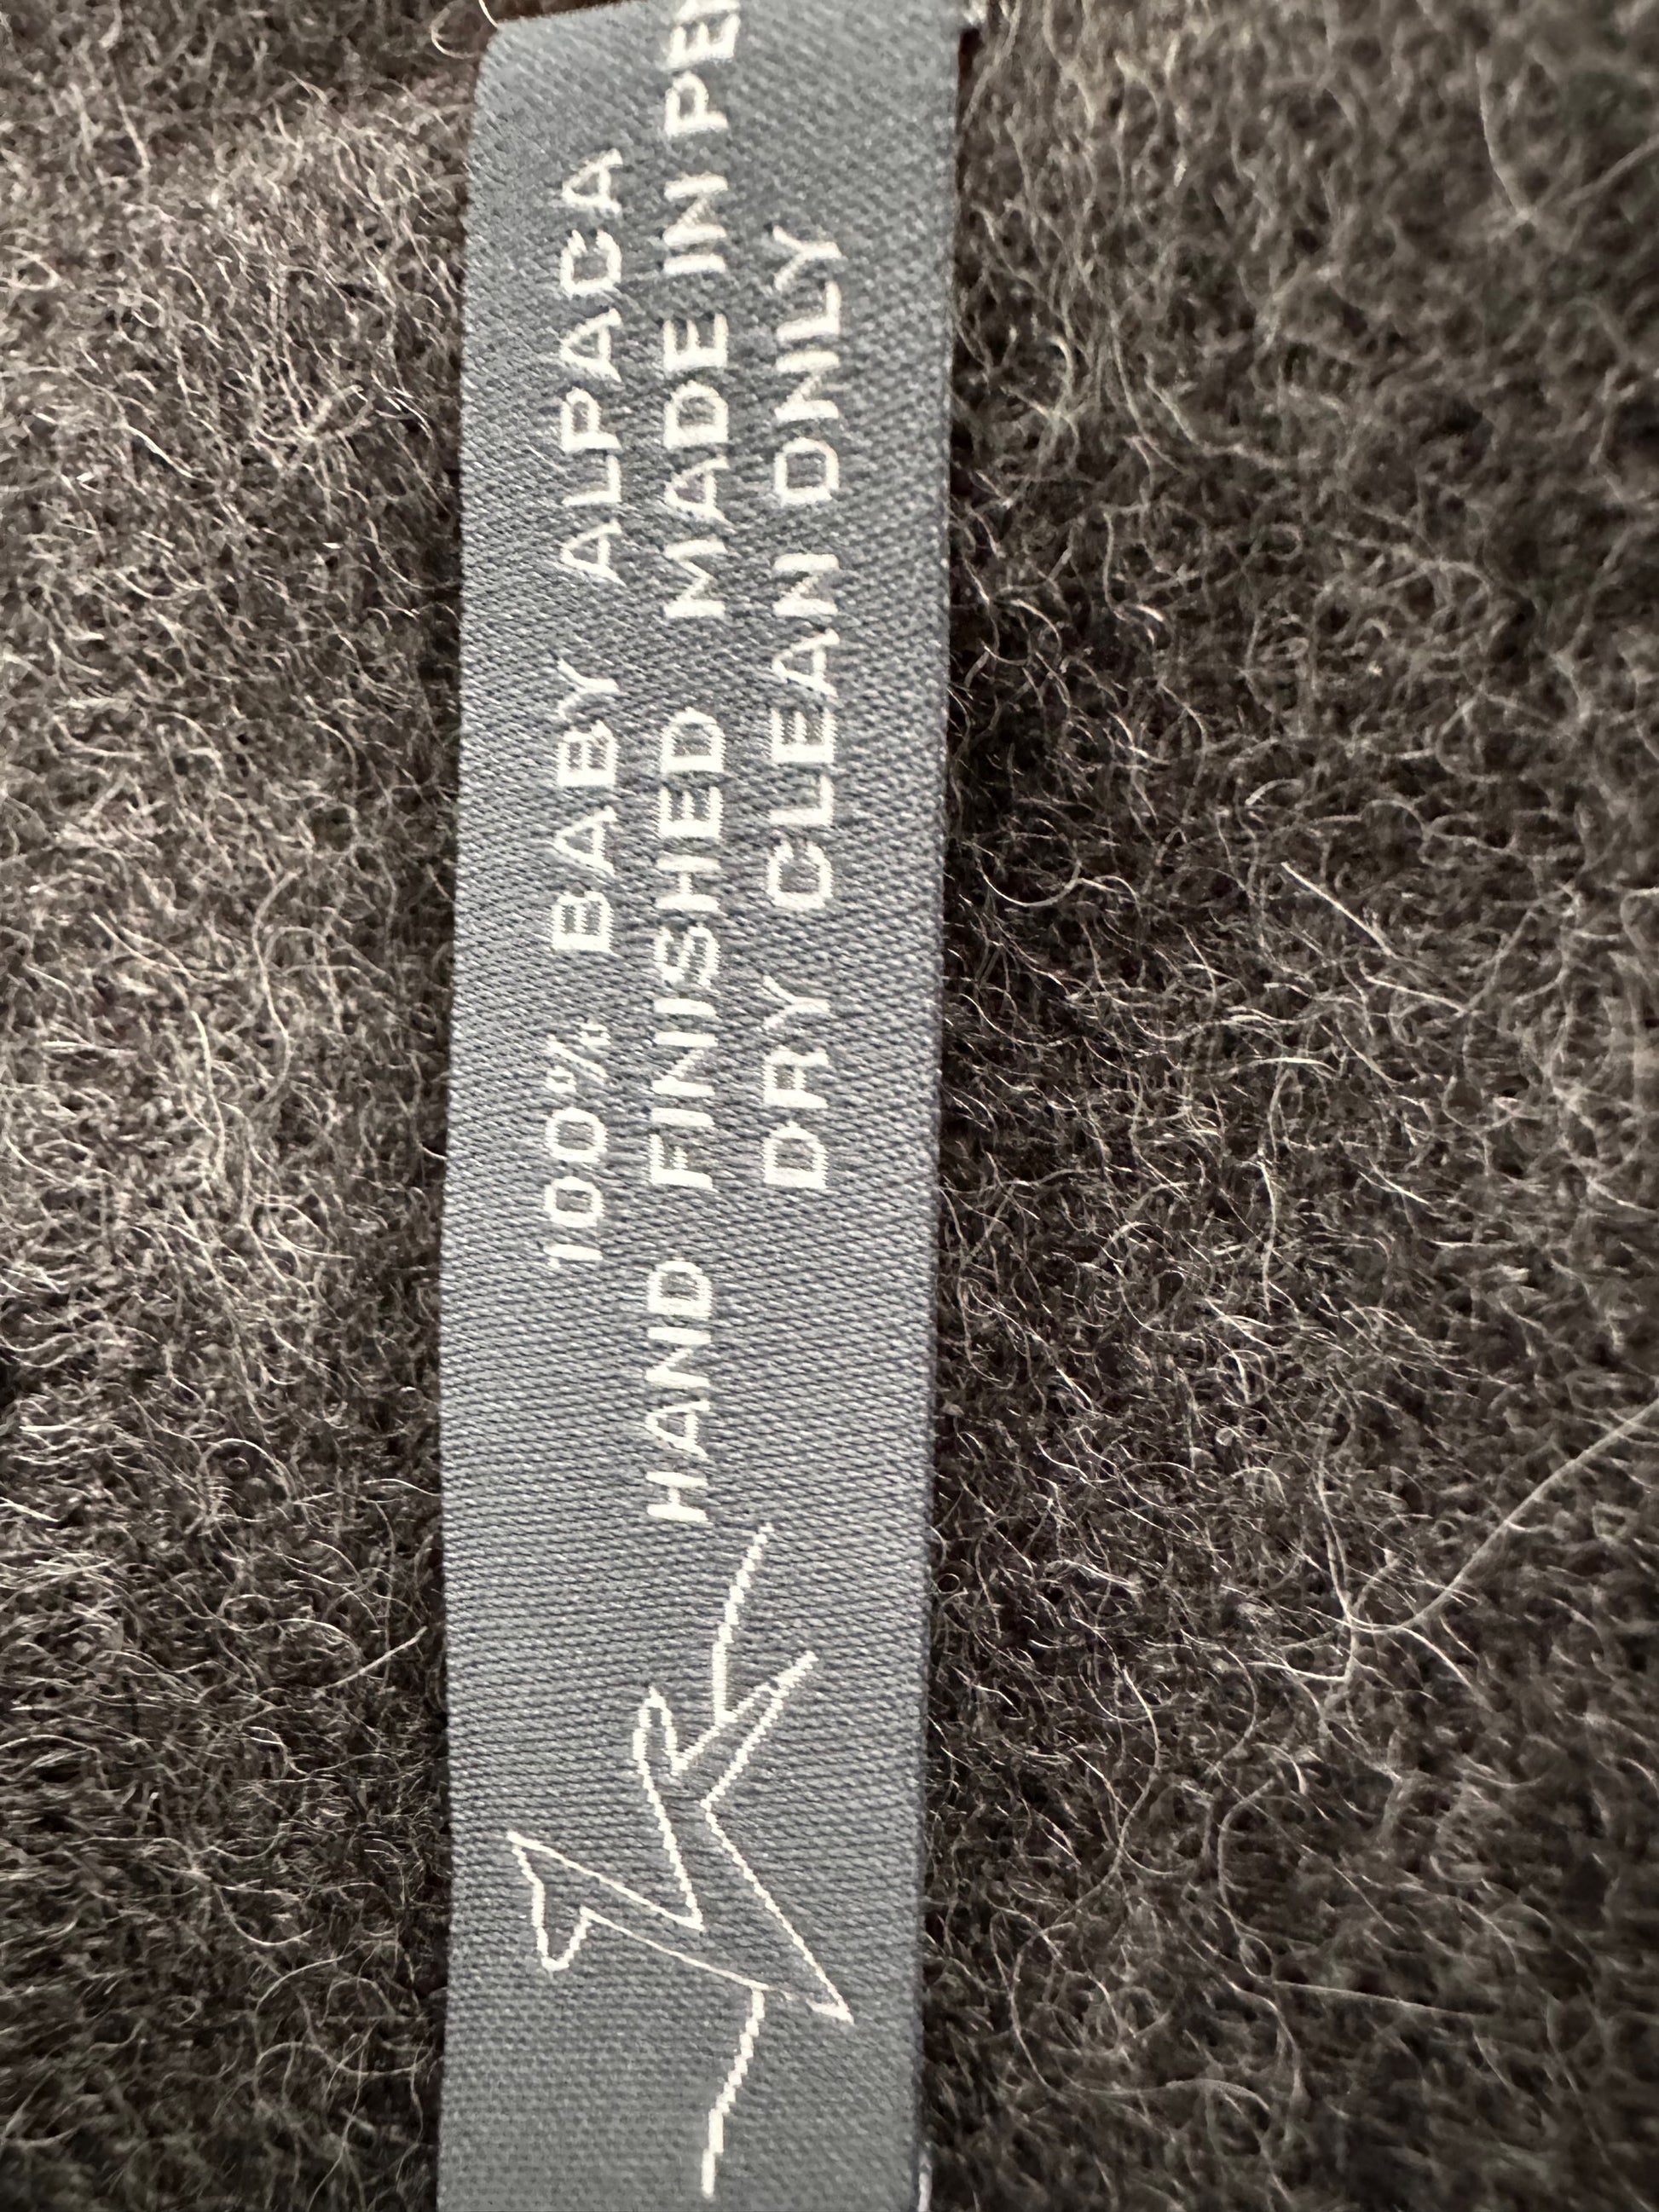 100% BABY ALPACA
HAND FINISHED MADE IN
DRY CLEAN ONLY